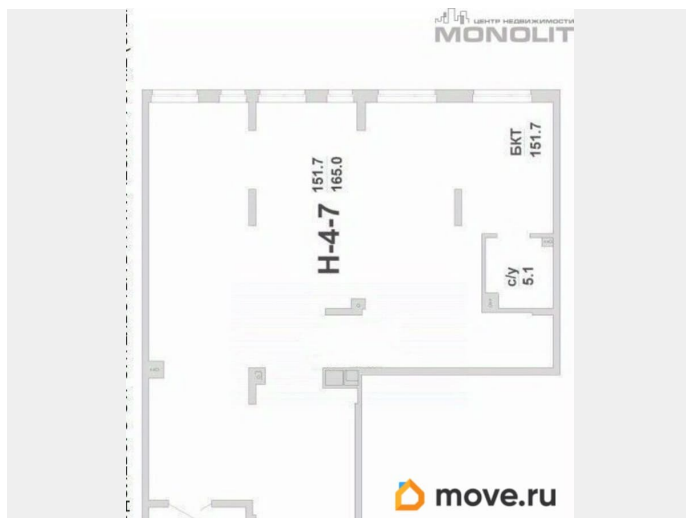 ЦЕНТР НЕДВИЖИМОСТИ
MONOLIT
БКТ
151.7
151.7
165.0
Н-4-7
с/у
5.1
move.ru